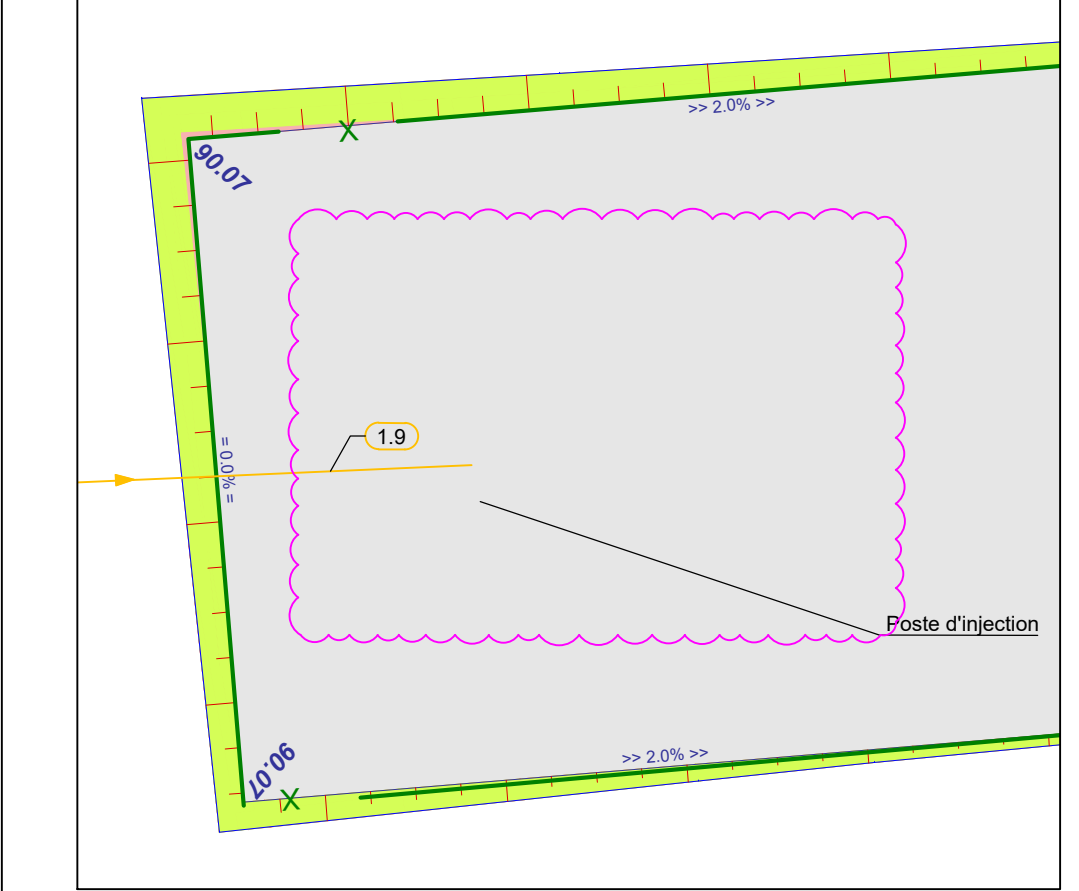 >> 2.0% >>
X
90.07
1.9
= 0.0% =
Poste d'injection
>> 2.0% >>
90.07
X